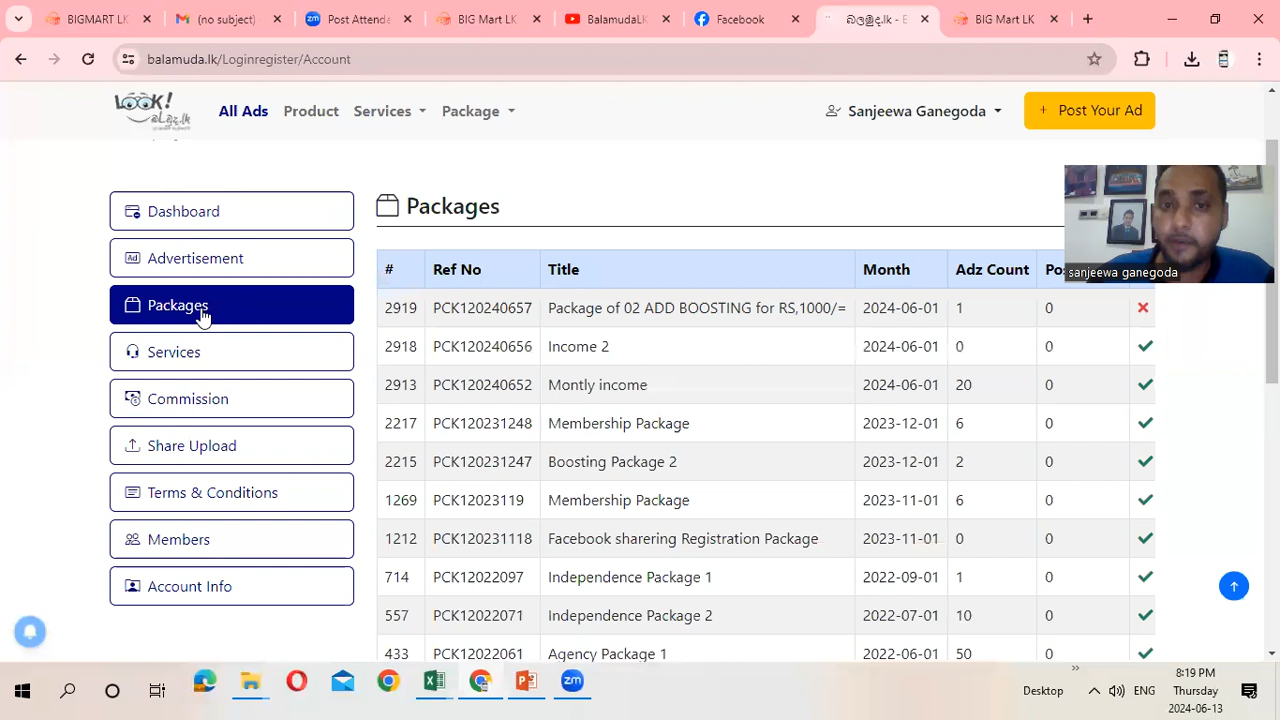 BIGMART LK
(no subject)
Post Attenda
BIG Mart LK
BalamudaLK
Facebook
බලමුද.lk - E
BIG Mart LK
balamuda.lk/Loginregister/Account
LOOK!
All Ads Product Services Package
Sanjeewa Ganegoda
+ Post Your Ad
Dashboard
Advertisement
Packages
Services
Commission
Share Upload
Terms & Conditions
Members
Account Info
Packages
# Ref No Title Month Adz Count Pos
2919 PCK120240657 Package of 02 ADD BOOSTING for RS,1000/= 2024-06-01 1 0
2918 PCK120240656 Income 2 2024-06-01 0 0
2913 PCK120240652 Montly income 2024-06-01 20 0
2217 PCK120231248 Membership Package 2023-12-01 6 0
2215 PCK120231247 Boosting Package 2 2023-12-01 2 0
1269 PCK12023119 Membership Package 2023-11-01 6 0
1212 PCK120231118 Facebook sharering Registration Package 2023-11-01 0 0
714 PCK12022097 Independence Package 1 2022-09-01 1 0
557 PCK12022071 Independence Package 2 2022-07-01 10 0
433 PCK12022061 Agency Package 1 2022-06-01 50 0
sanjeewa ganegoda
Desktop
ENG
8:19 PM
Thursday
2024-06-13